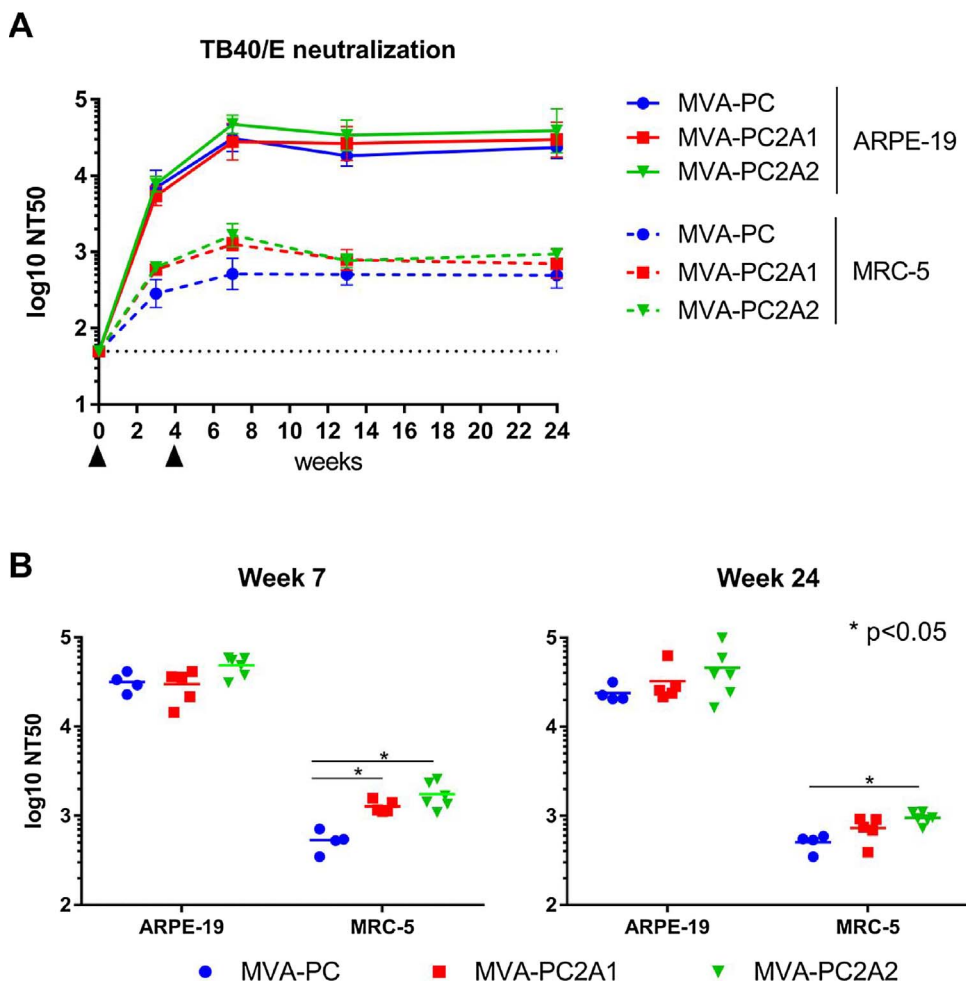 A
TB40/E neutralization
log10 NT50
5
4
3
2
1
0 2 4 6 8 10 12 14 16 18 20 22 24
weeks
MVA-PC
MVA-PC2A1
MVA-PC2A2
ARPE-19
MVA-PC
MVA-PC2A1
MVA-PC2A2
MRC-5
B
Week 7
log10 NT50
5
4
3
2
*
*
ARPE-19 MRC-5
Week 24
* p<0.05
5
4
3
2
*
ARPE-19 MRC-5
MVA-PC MVA-PC2A1 MVA-PC2A2